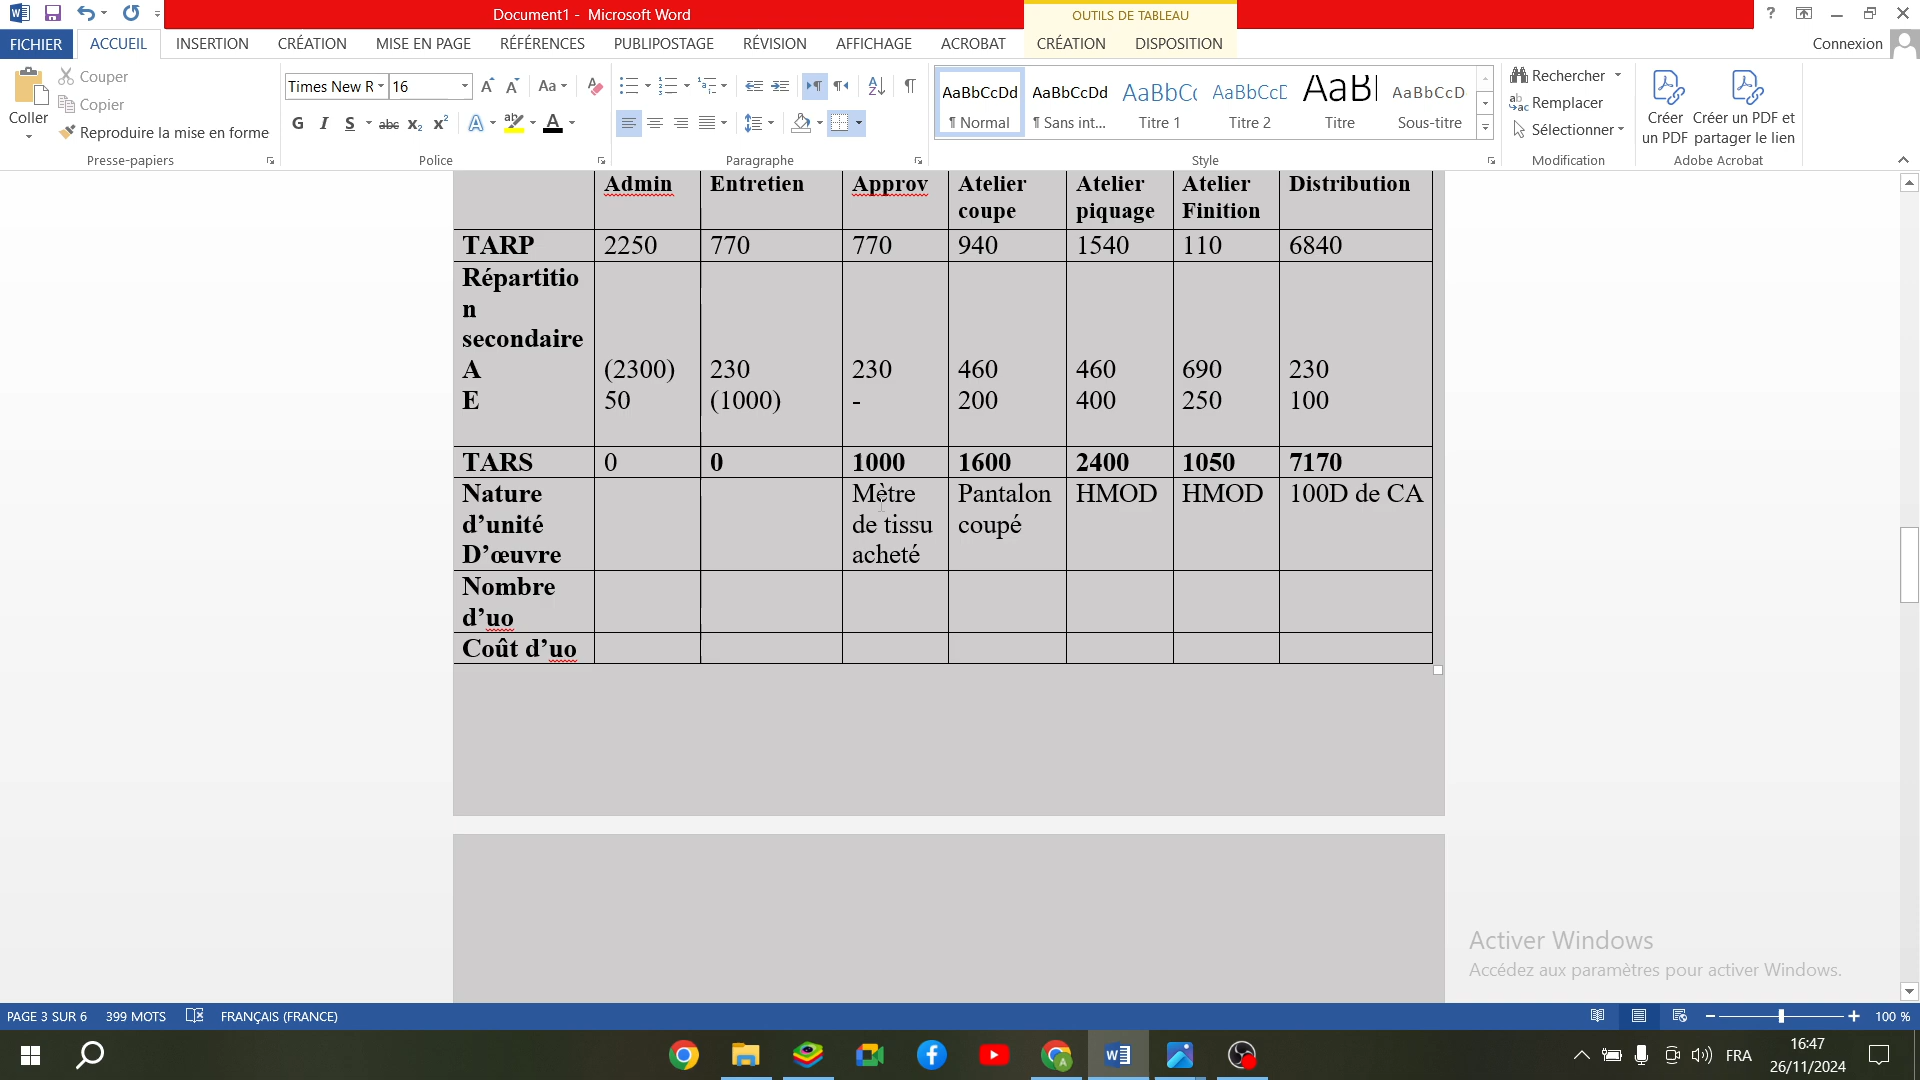 Document1 - Microsoft Word
OUTILS DE TABLEAU
?
FICHIER ACCUEIL INSERTION CRÉATION MISE EN PAGE RÉFÉRENCES PUBLIPOSTAGE RÉVISION AFFICHAGE ACROBAT CRÉATION DISPOSITION Connexion
Coller
Couper
Copier
Reproduire la mise en forme
Presse-papiers
Times New R 16
Police
Paragraphe
AaBbCcDd AaBbCcDd AaBbC AaBbCcC AaBl AaBbCcD
¶ Normal ¶ Sans int... Titre 1 Titre 2 Titre Sous-titre
Style
Rechercher
Remplacer
Sélectionner
Modification
Créer un PDF
Créer un PDF et partager le lien
Adobe Acrobat
Admin Entretien Approv Atelier coupe Atelier piquage Atelier Finition Distribution
TARP 2250 770 770 940 1540 110 6840
Répartitio
n
secondaire
A (2300) 230 230 460 460 690 230
E 50 (1000) - 200 400 250 100
TARS 0 0 1000 1600 2400 1050 7170
Nature Mètre Pantalon HMOD HMOD 100D de CA
d’unité de tissu coupé
D’œuvre acheté
Nombre
d’uo
Coût d’uo
Activer Windows
Accédez aux paramètres pour activer Windows.
PAGE 3 SUR 6 399 MOTS FRANÇAIS (FRANCE) 100 %
FRA
16:47
26/11/2024